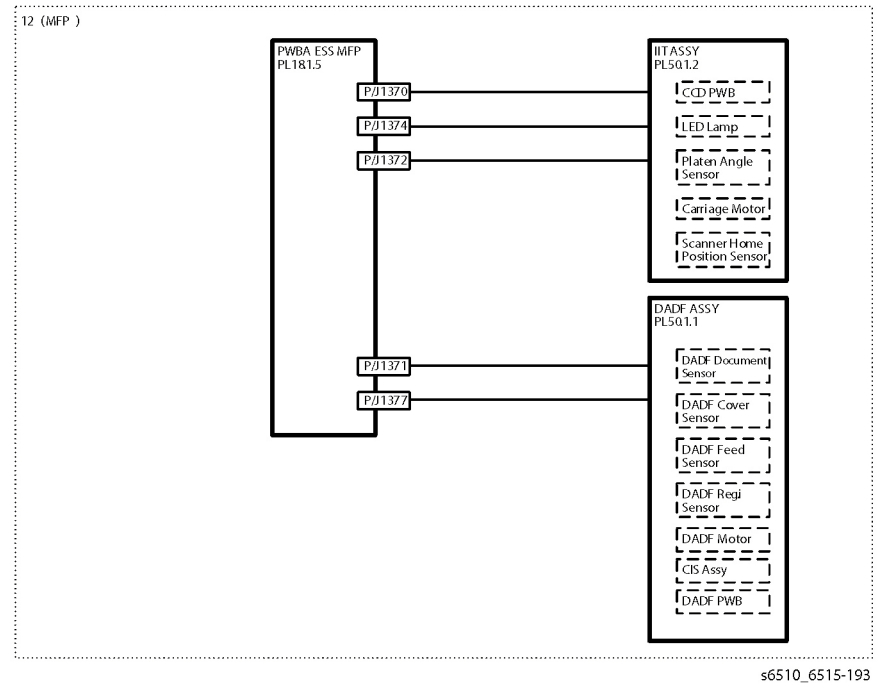 12 (MFP )
PWBA ESS MFP
PL18.1.5
P/J1370
P/J1374
P/J1372
P/J1371
P/J1377
IIT ASSY
PL50.1.2
CCD PWB
LED Lamp
Platen Angle
Sensor
Carriage Motor
Scanner Home
Position Sensor
DADF ASSY
PL50.1.1
DADF Document
Sensor
DADF Cover
Sensor
DADF Feed
Sensor
DADF Regi
Sensor
DADF Motor
CIS Assy
DADF PWB
s6510_6515-193